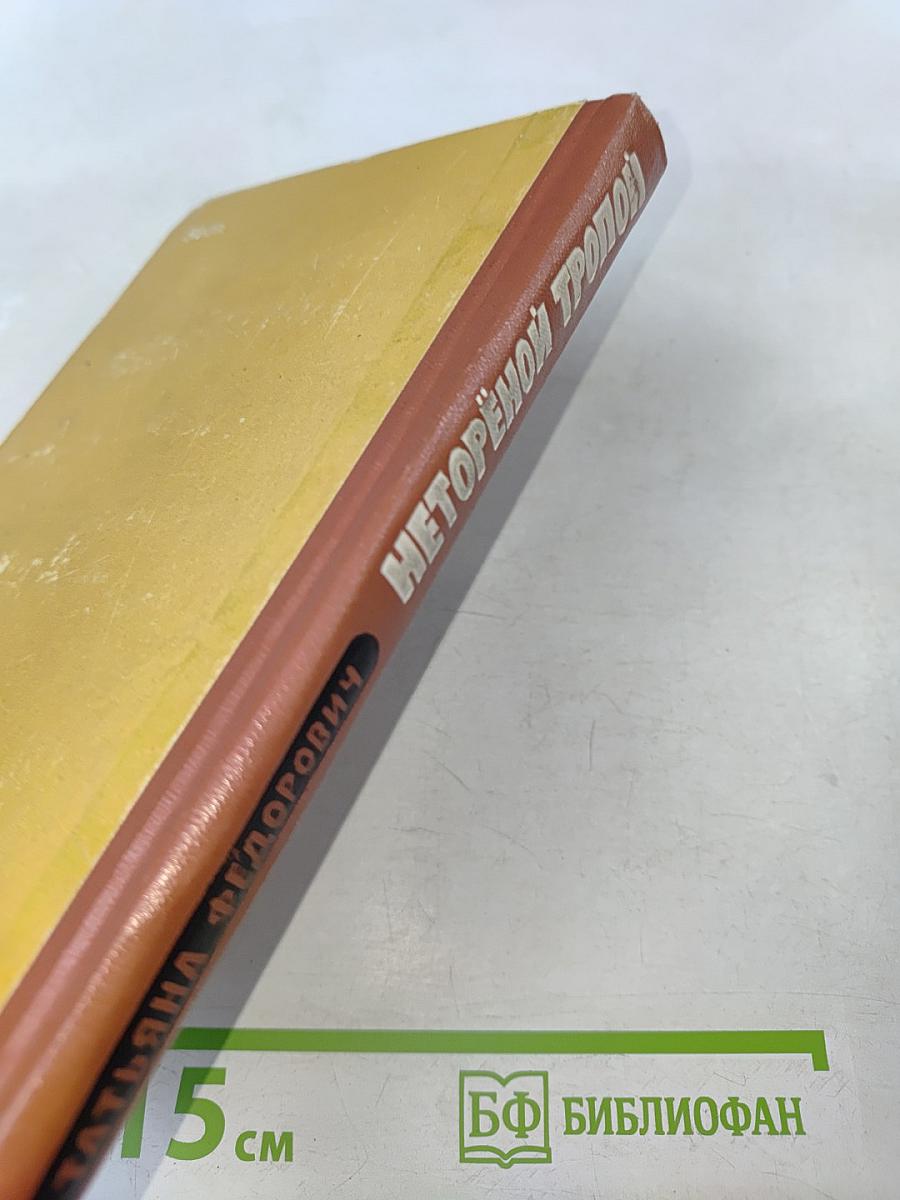 НЕТОРЁНОЙ ТРОПОЙ
ТАТЬЯНА ФЁДОРОВИЧ
15 см
БФ БИБЛИОФАН